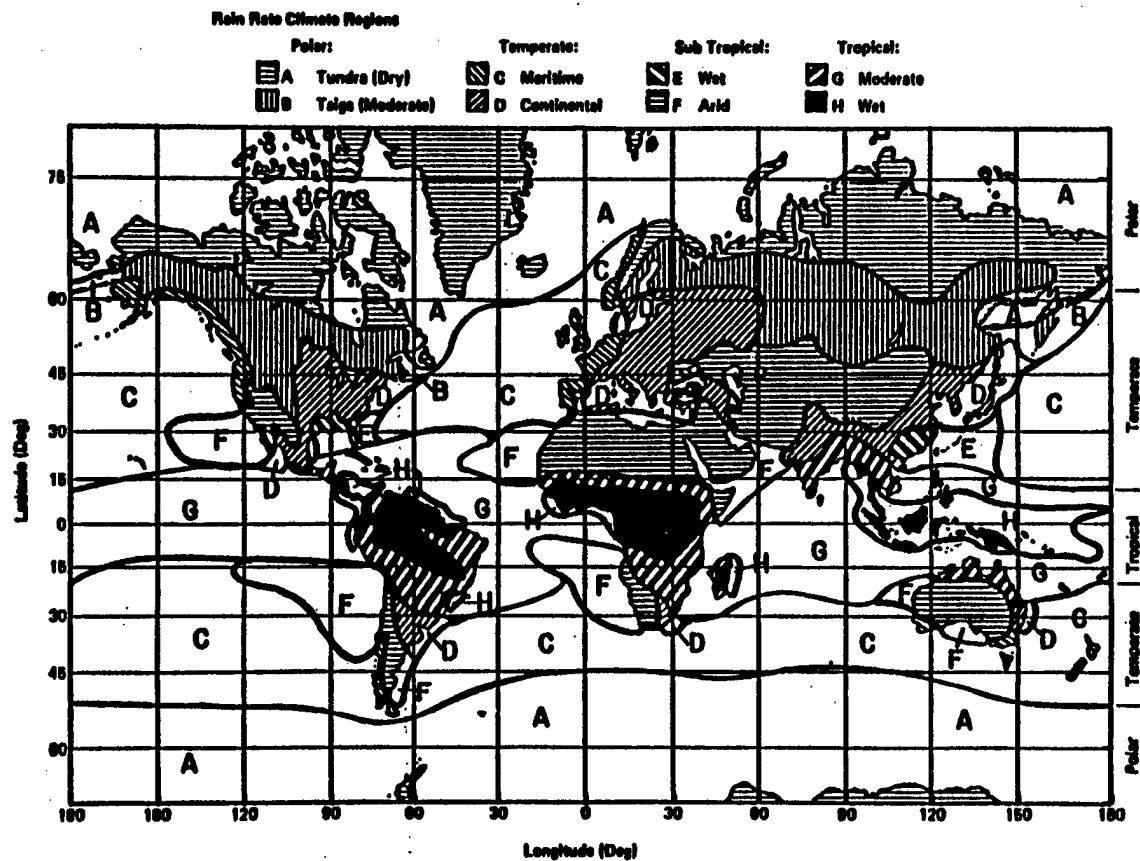 Rain Rate Climate Regions
Polar: Temperate: Sub Tropical: Tropical:
A Tundra (Dry) C Maritime E Wet G Moderate
B Taiga (Moderate) D Continental F Arid H Wet
75
A A A
Polar
C
60
B D A A B
45
C B C D D C
Temperate
30
F E F F E
15
D H G
G G H H
0
G
Tropical
15
F H F H F G
30
C D C D C F D C
Temperate
45
F
A A
60
A
Polar
Latitude (Deg)
180 150 120 90 60 30 0 30 60 90 120 150 180
Longitude (Deg)